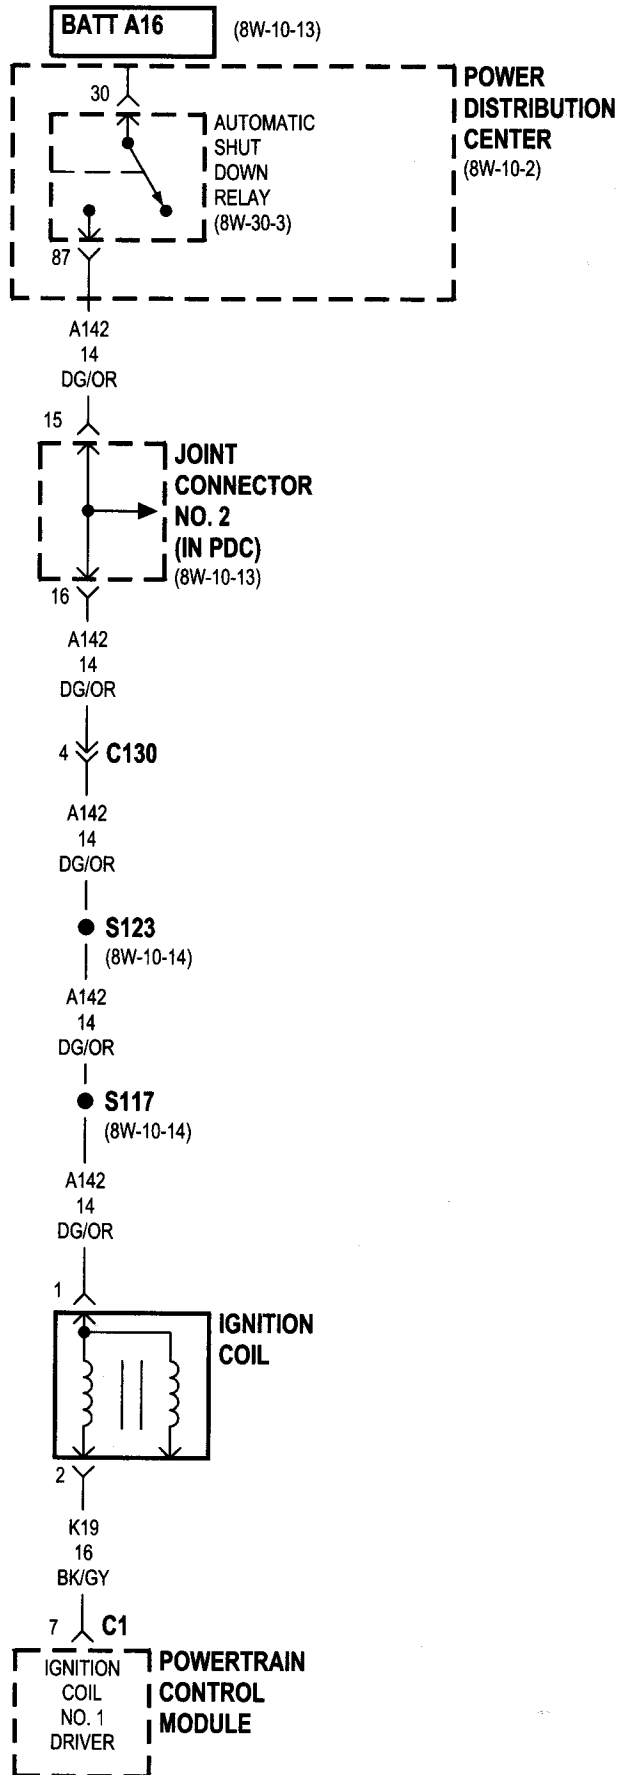 BATT A16
(8W-10-13)
POWER
DISTRIBUTION
CENTER
(8W-10-2)
30
AUTOMATIC
SHUT
DOWN
RELAY
(8W-30-3)
87
A142
14
DG/OR
15
JOINT
CONNECTOR
NO. 2
(IN PDC)
(8W-10-13)
16
A142
14
DG/OR
4
C130
A142
14
DG/OR
S123
(8W-10-14)
A142
14
DG/OR
S117
(8W-10-14)
A142
14
DG/OR
1
IGNITION
COIL
2
K19
16
BK/GY
7
C1
IGNITION
COIL
NO. 1
DRIVER
POWERTRAIN
CONTROL
MODULE